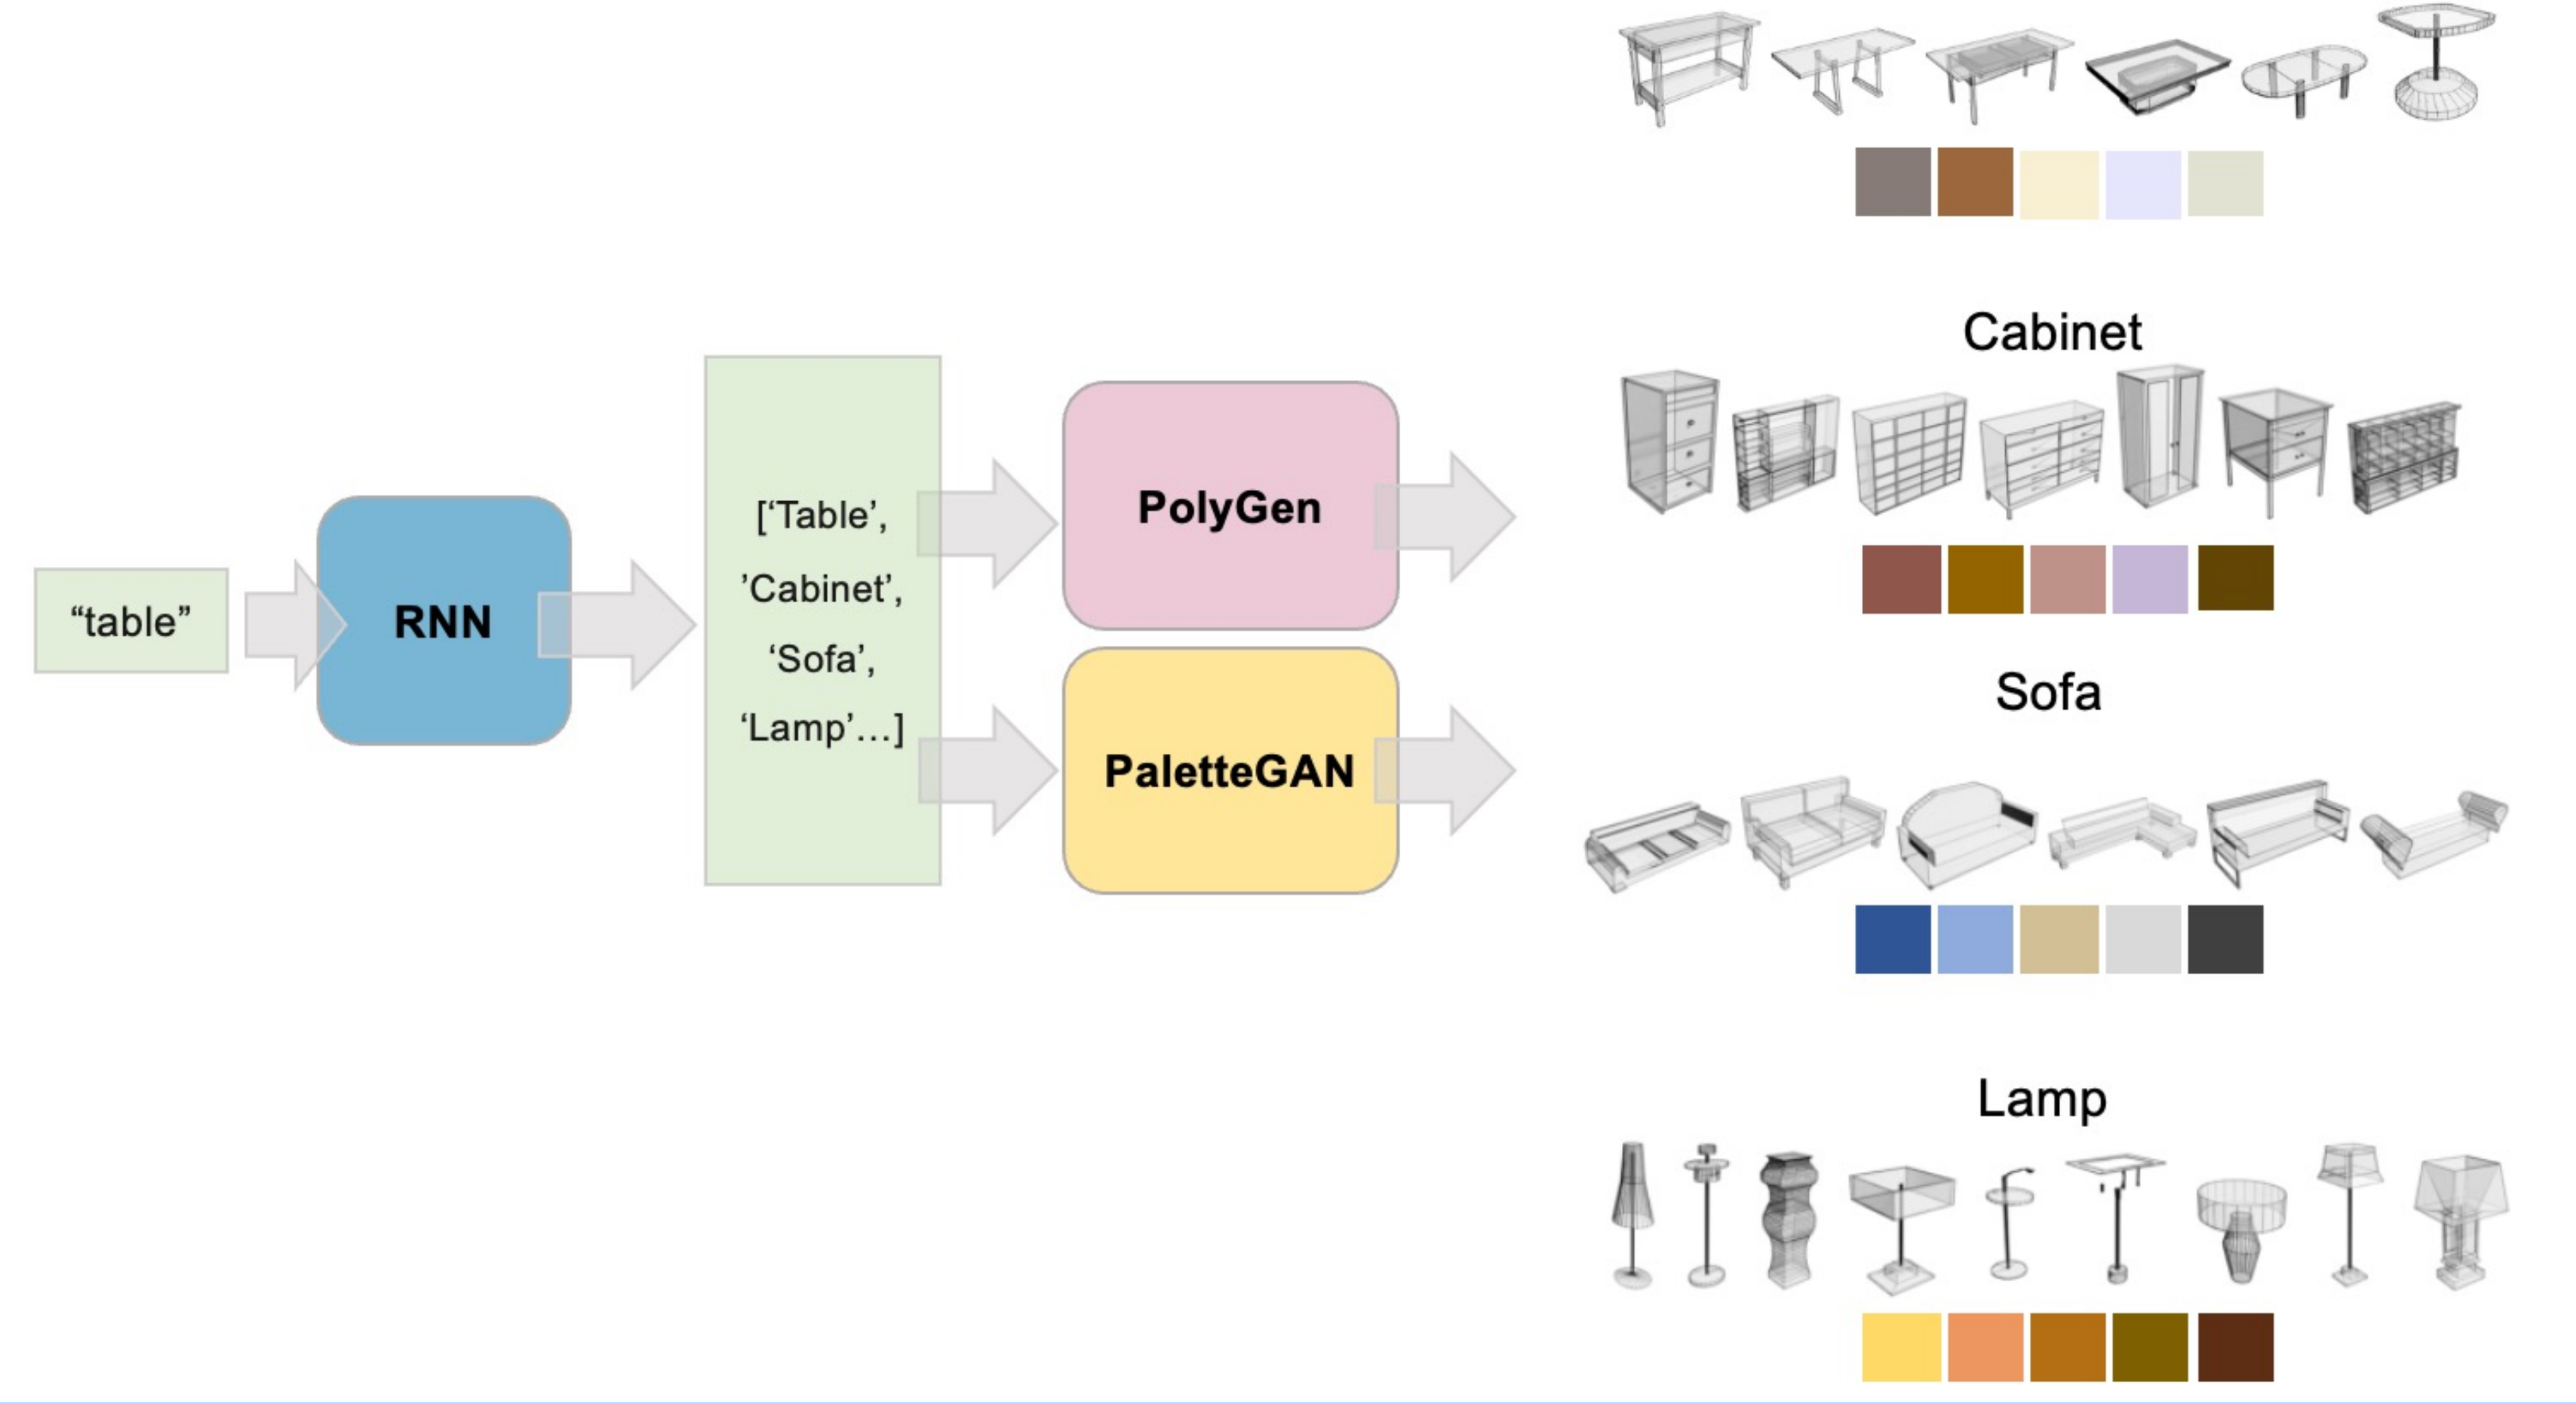 “table”
RNN
[‘Table’,
’Cabinet’,
‘Sofa’,
‘Lamp’...]
PolyGen
PaletteGAN
Cabinet
Sofa
Lamp